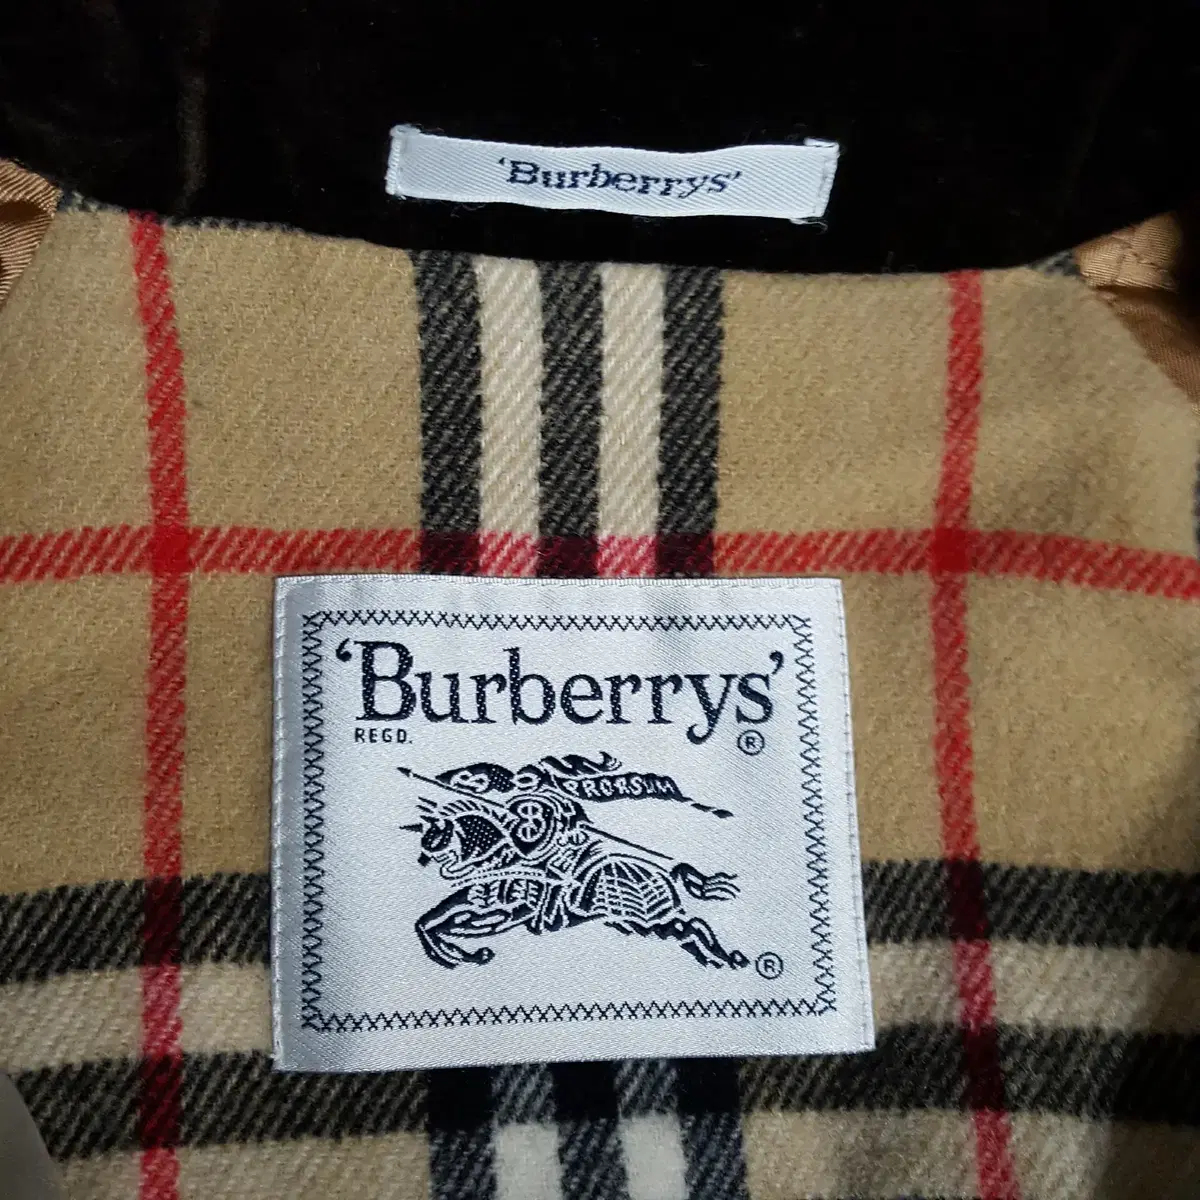 'Burberrys'
'Burberrys'
REGD. ®
B PRORSUM
B
®